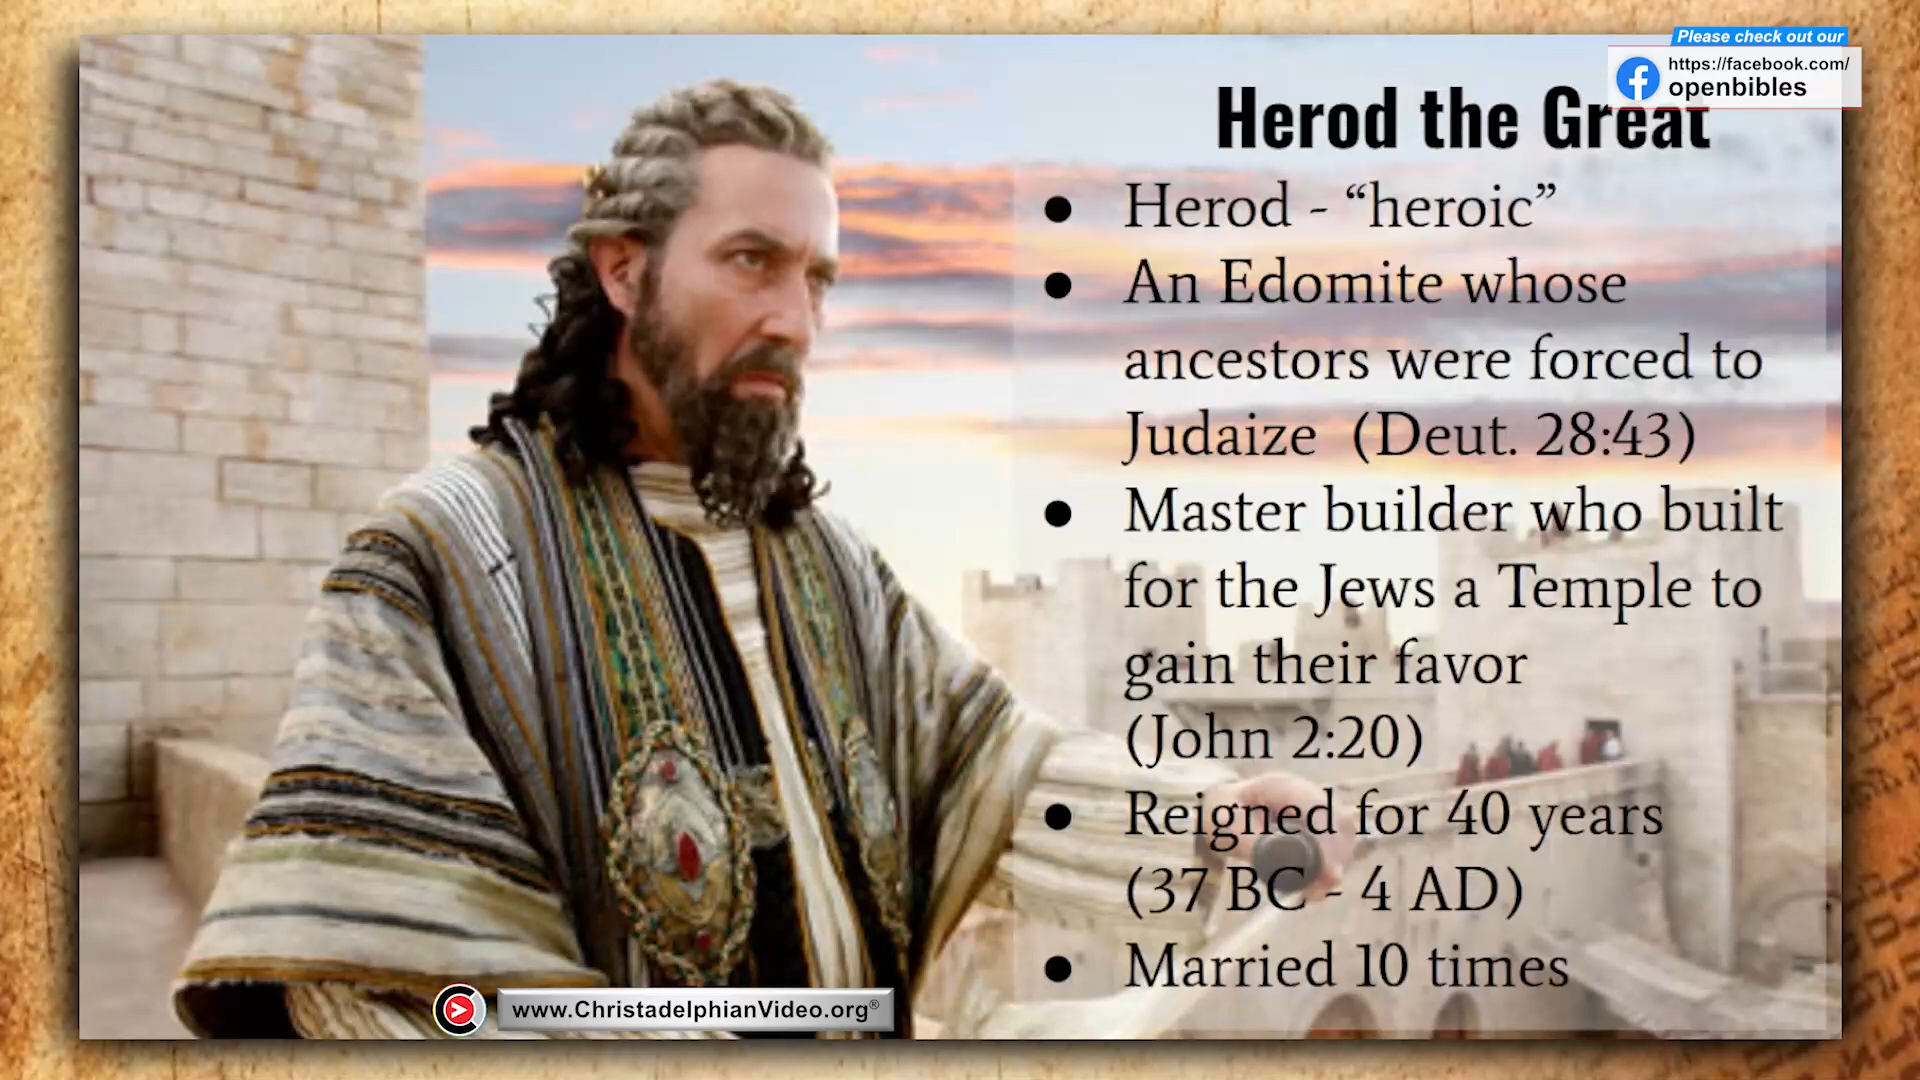 Please check out our
https://facebook.com/
openbibles
Herod the Great
● Herod - “heroic”
● An Edomite whose
ancestors were forced to
Judaize (Deut. 28:43)
● Master builder who built
for the Jews a Temple to
gain their favor
(John 2:20)
● Reigned for 40 years
(37 BC - 4 AD)
● Married 10 times
www.ChristadelphianVideo.org®